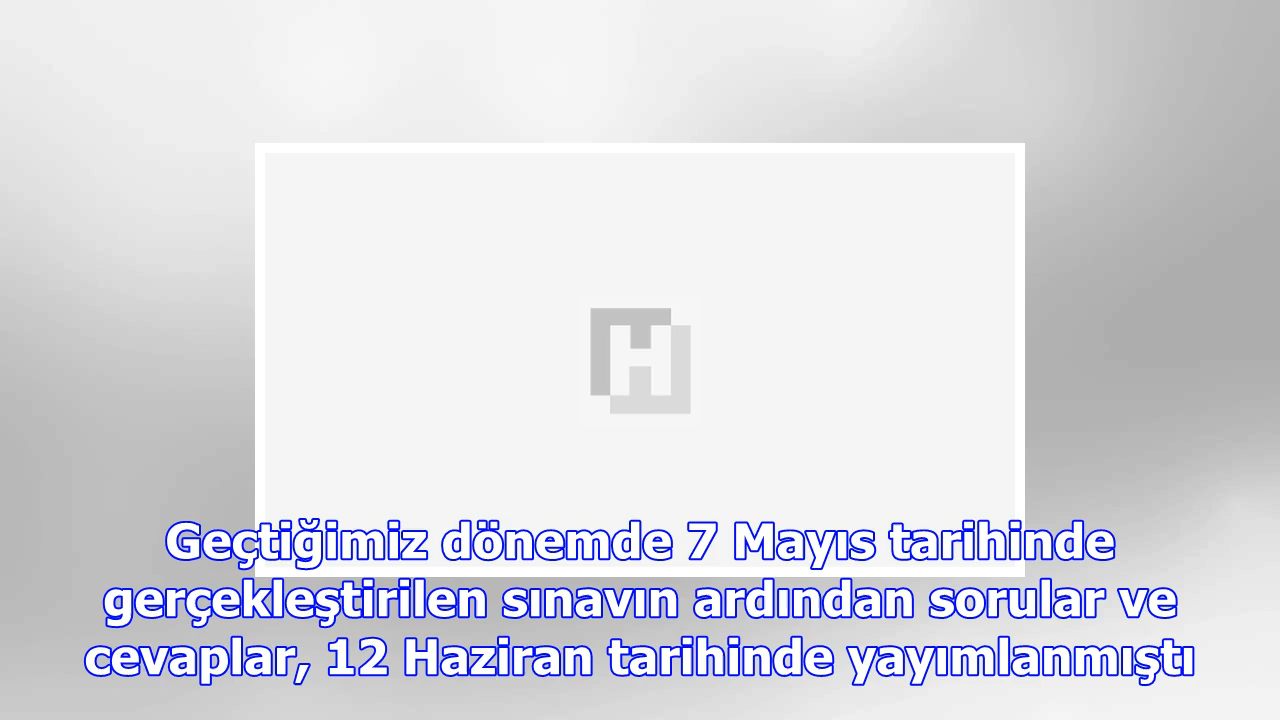 H
Geçtiğimiz dönemde 7 Mayıs tarihinde
gerçekleştirilen sınavın ardından sorular ve
cevaplar, 12 Haziran tarihinde yayımlanmıştı